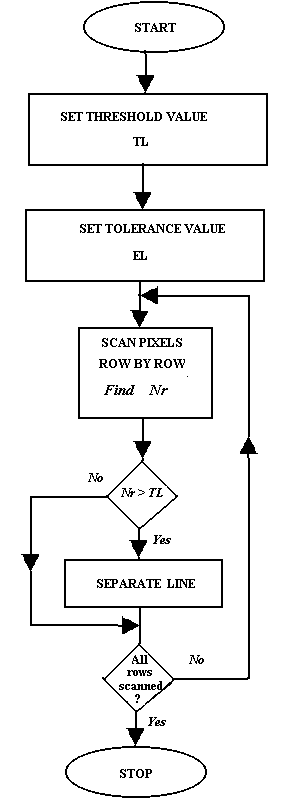 START
SET THRESHOLD VALUE
TL
SET TOLERANCE VALUE
EL
SCAN PIXELS
ROW BY ROW
Find Nr
No
Nr > TL
Yes
SEPARATE LINE
All
rows
scanned
?
No
Yes
STOP